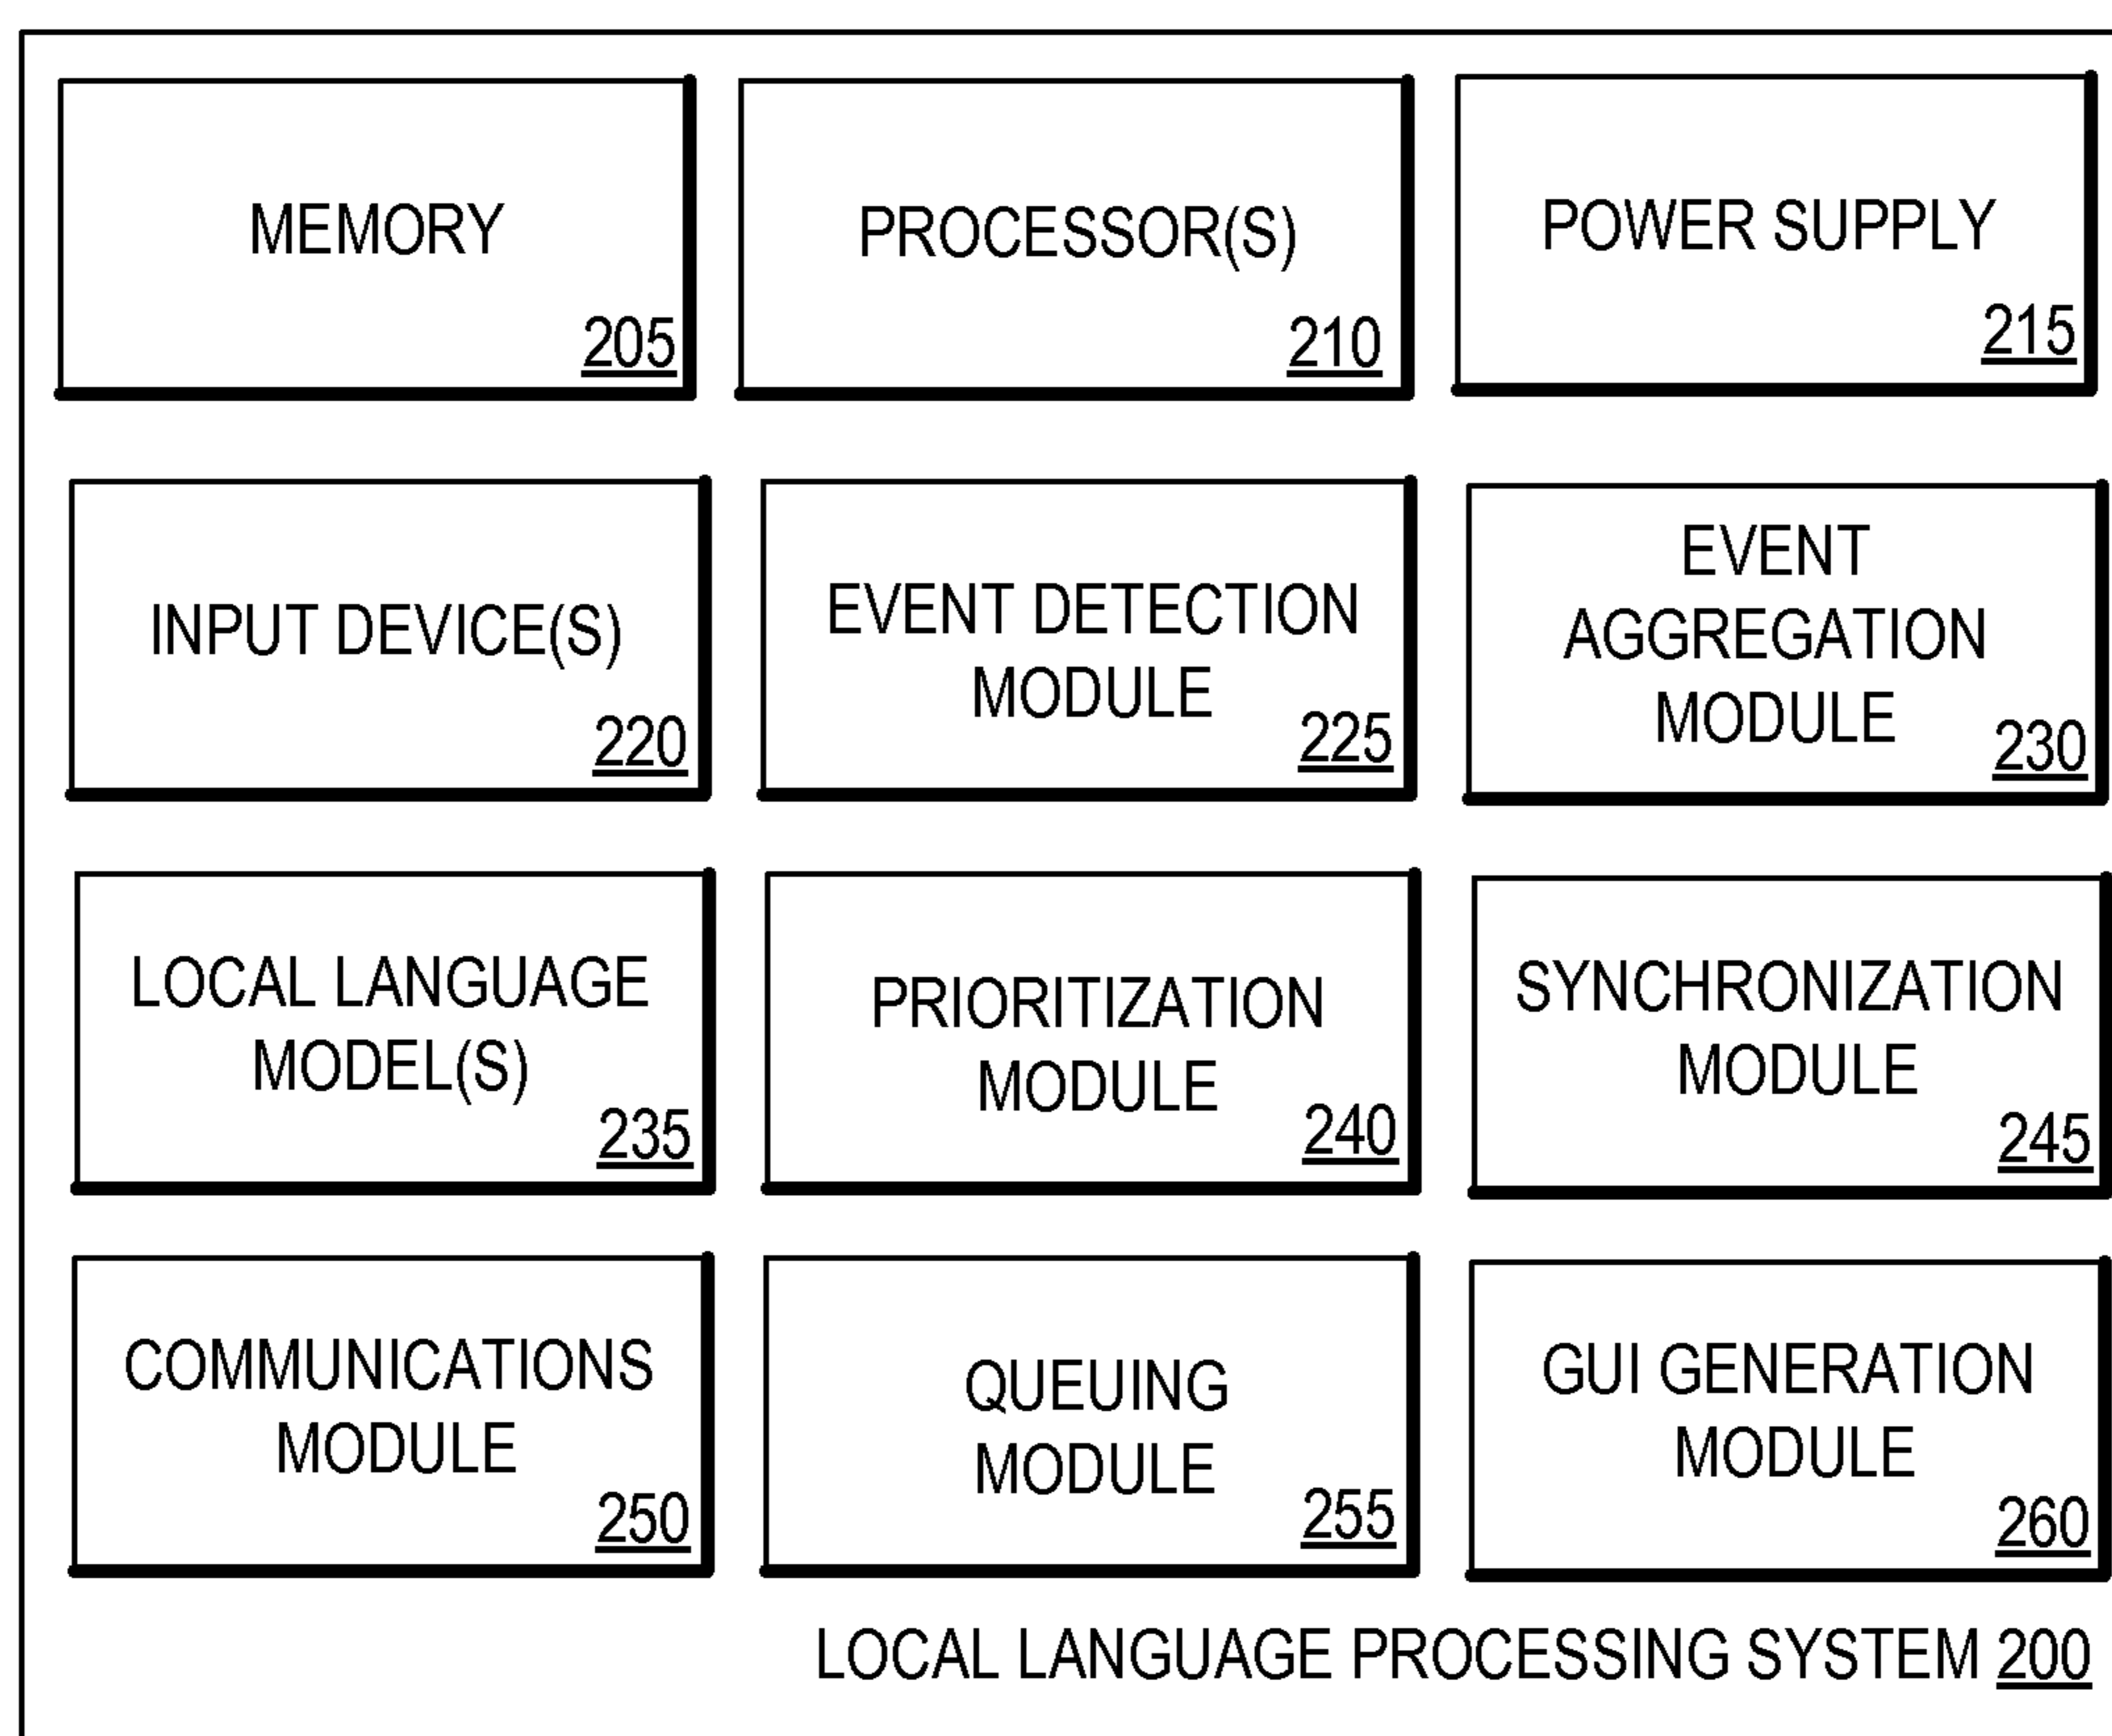 MEMORY
205
PROCESSOR(S)
210
POWER SUPPLY
215
INPUT DEVICE(S)
220
EVENT DETECTION
MODULE
225
EVENT
AGGREGATION
MODULE
230
LOCAL LANGUAGE
MODEL(S)
235
PRIORITIZATION
MODULE
240
SYNCHRONIZATION
MODULE
245
COMMUNICATIONS
MODULE
250
QUEUING
MODULE
255
GUI GENERATION
MODULE
260
LOCAL LANGUAGE PROCESSING SYSTEM 200